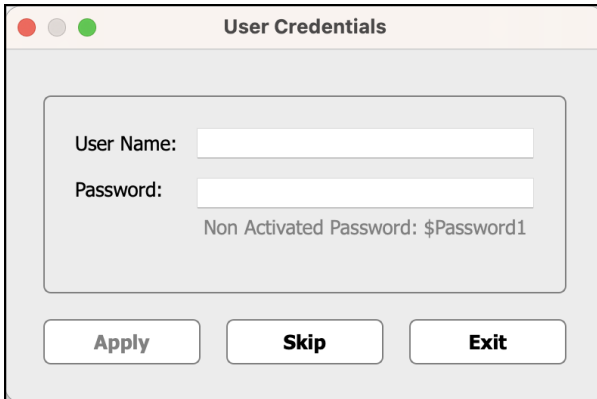 User Credentials
User Name:
Password:
Non Activated Password: $Password1
Apply Skip Exit